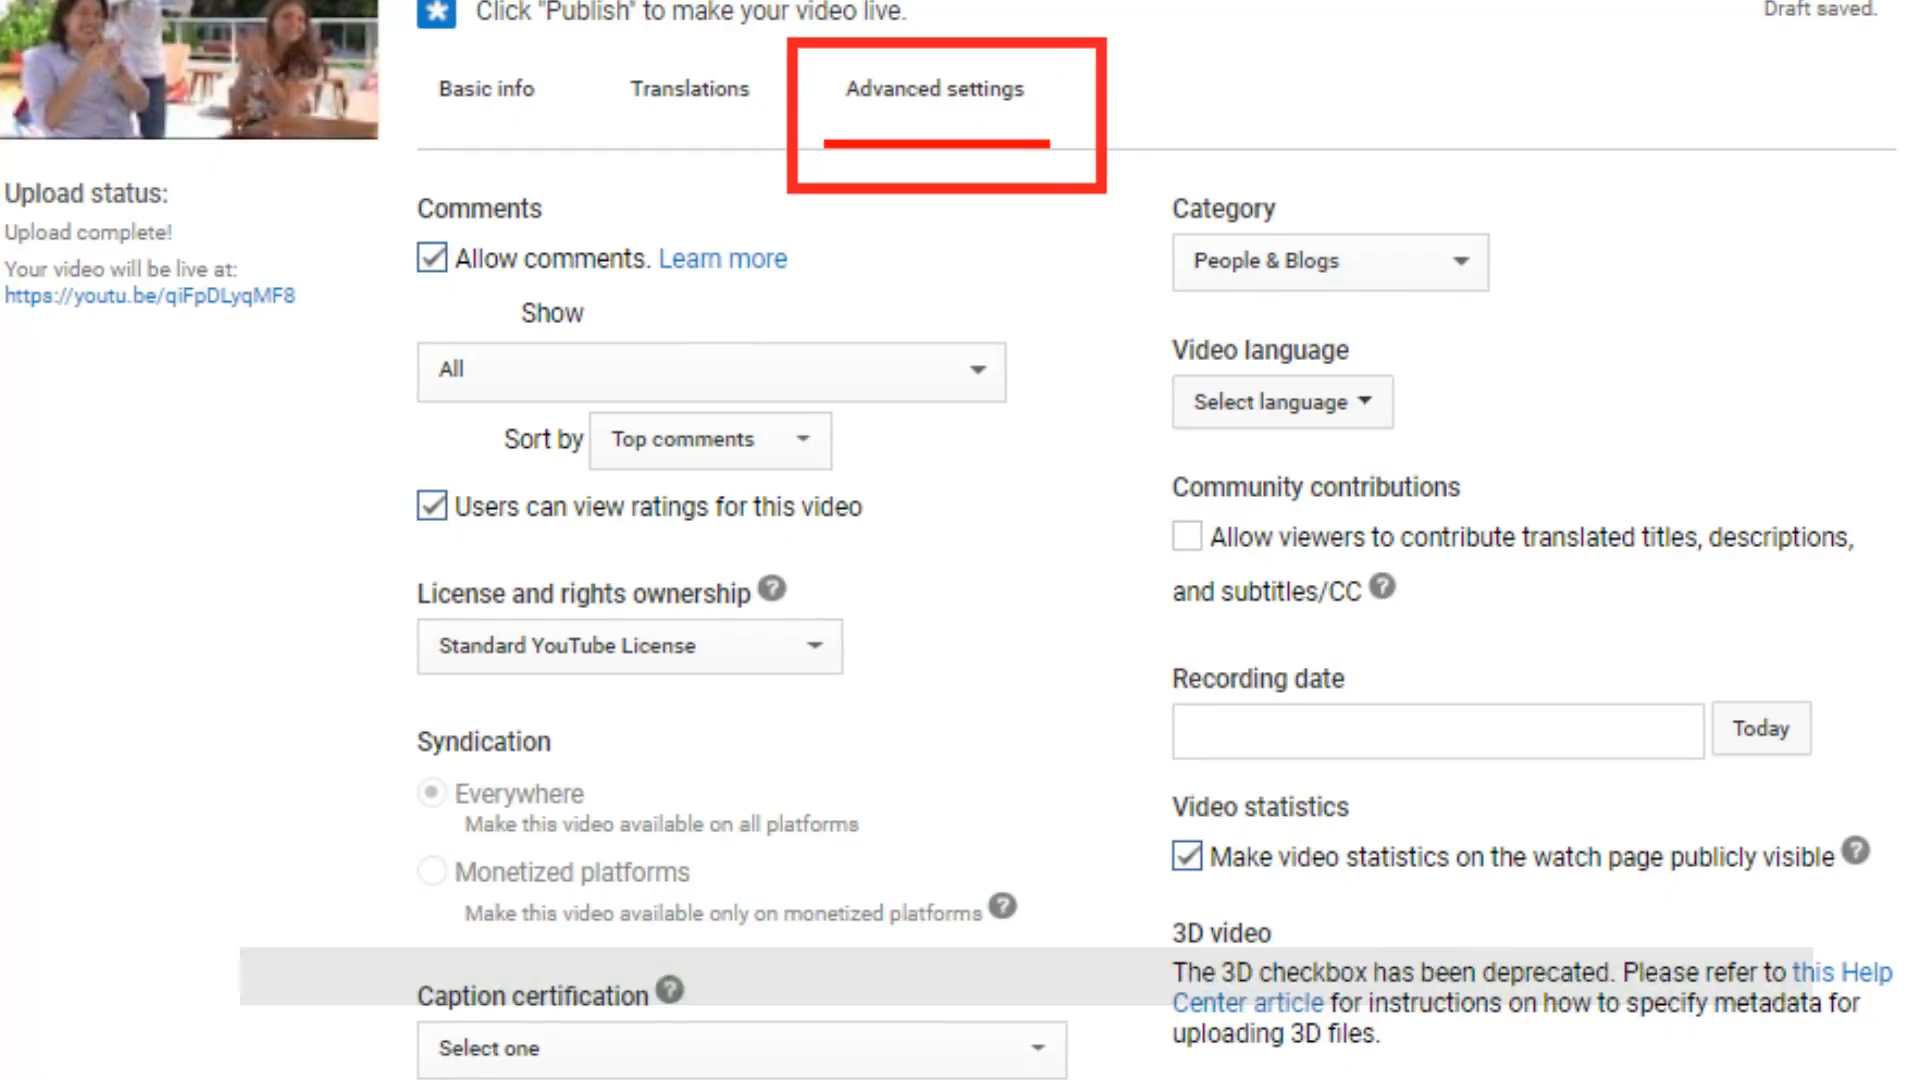 Click "Publish" to make your video live.
Draft saved.
Basic info
Translations
Advanced settings
Upload status:
Upload complete!
Your video will be live at:
https://youtu.be/qiFpDLyqMF8
Comments
Allow comments. Learn more
Show
All
Sort by
Top comments
Users can view ratings for this video
License and rights ownership ?
Standard YouTube License
Syndication
Everywhere
Make this video available on all platforms
Monetized platforms
Make this video available only on monetized platforms ?
Caption certification ?
Select one
Category
People & Blogs
Video language
Select language
Community contributions
Allow viewers to contribute translated titles, descriptions,
and subtitles/CC ?
Recording date
Today
Video statistics
Make video statistics on the watch page publicly visible ?
3D video
The 3D checkbox has been deprecated. Please refer to this Help
Center article for instructions on how to specify metadata for
uploading 3D files.